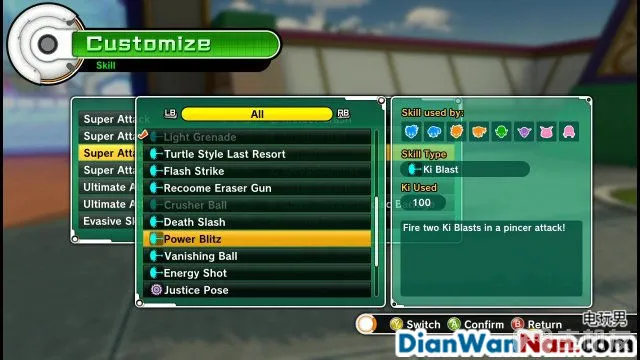 Customize
Skill
LB
All
RB
Super Attack
Super Atta
Super Atta
Super Atta
Ultimate A
Ultimate A
Evasive S
Light Grenade
Turtle Style Last Resort
Flash Strike
Recoome Eraser Gun
Crusher Ball
Death Slash
Power Blitz
Vanishing Ball
Energy Shot
Justice Pose
Skill used by:
Skill Type
Ki Blast
Ki Used
100
Fire two Ki Blasts in a pincer attack!
Y Switch A Confirm B Return
电玩男
DianWanNan.com